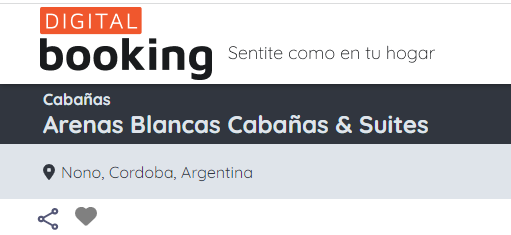 DIGITAL
booking Sentite como en tu hogar
Cabañas
Arenas Blancas Cabañas & Suites
Nono, Cordoba, Argentina